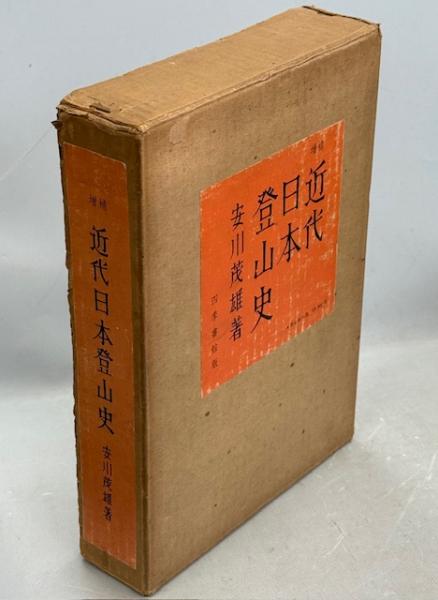 増補
近代日本登山史
安川茂雄著
増補
近代
日本
登山史
安川茂雄著
四季書館版